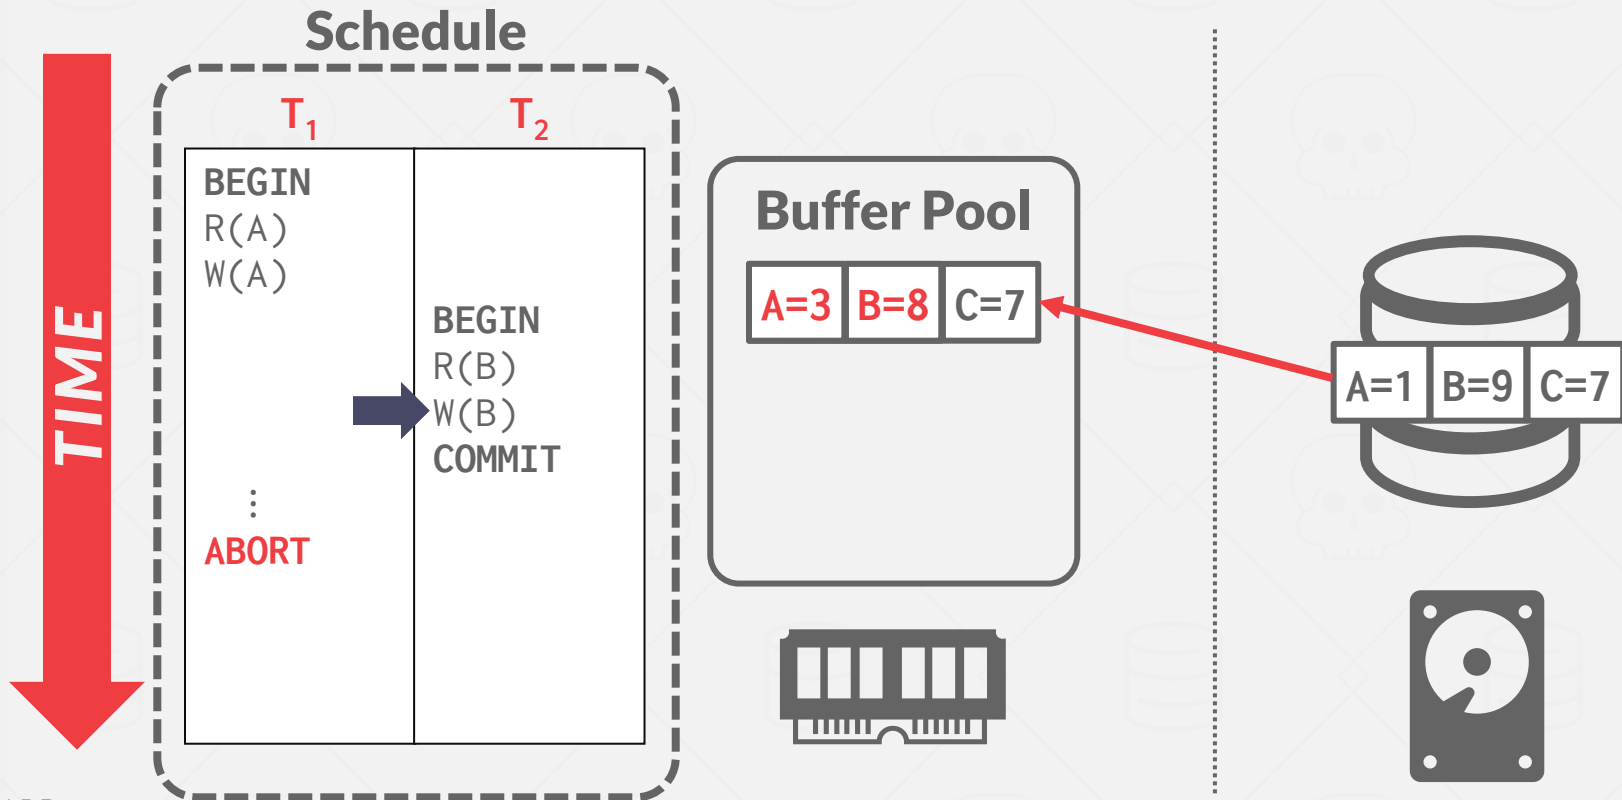 Schedule
TIME
T1
T2
BEGIN
R(A)
W(A)
⋮
ABORT
BEGIN
R(B)
W(B)
COMMIT
Buffer Pool
A=3 B=8 C=7
A=1 B=9 C=7